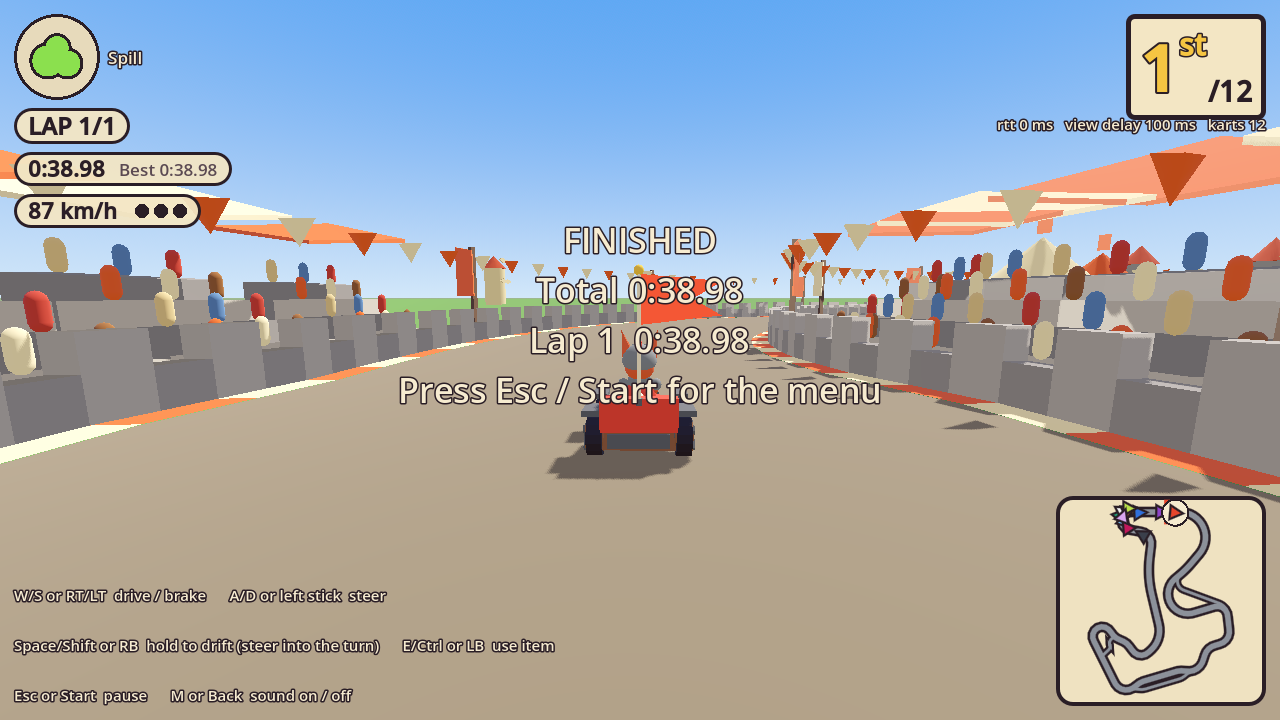 Spill
1st
/12
rtt 0 ms view delay 100 ms karts 12
LAP 1/1
0:38.98 Best 0:38.98
87 km/h
FINISHED
Total 0:38.98
Lap 1 0:38.98
Press Esc / Start for the menu
W/S or RT/LT drive / brake A/D or left stick steer
Space/Shift or RB hold to drift (steer into the turn) E/Ctrl or LB use item
Esc or Start pause M or Back sound on / off